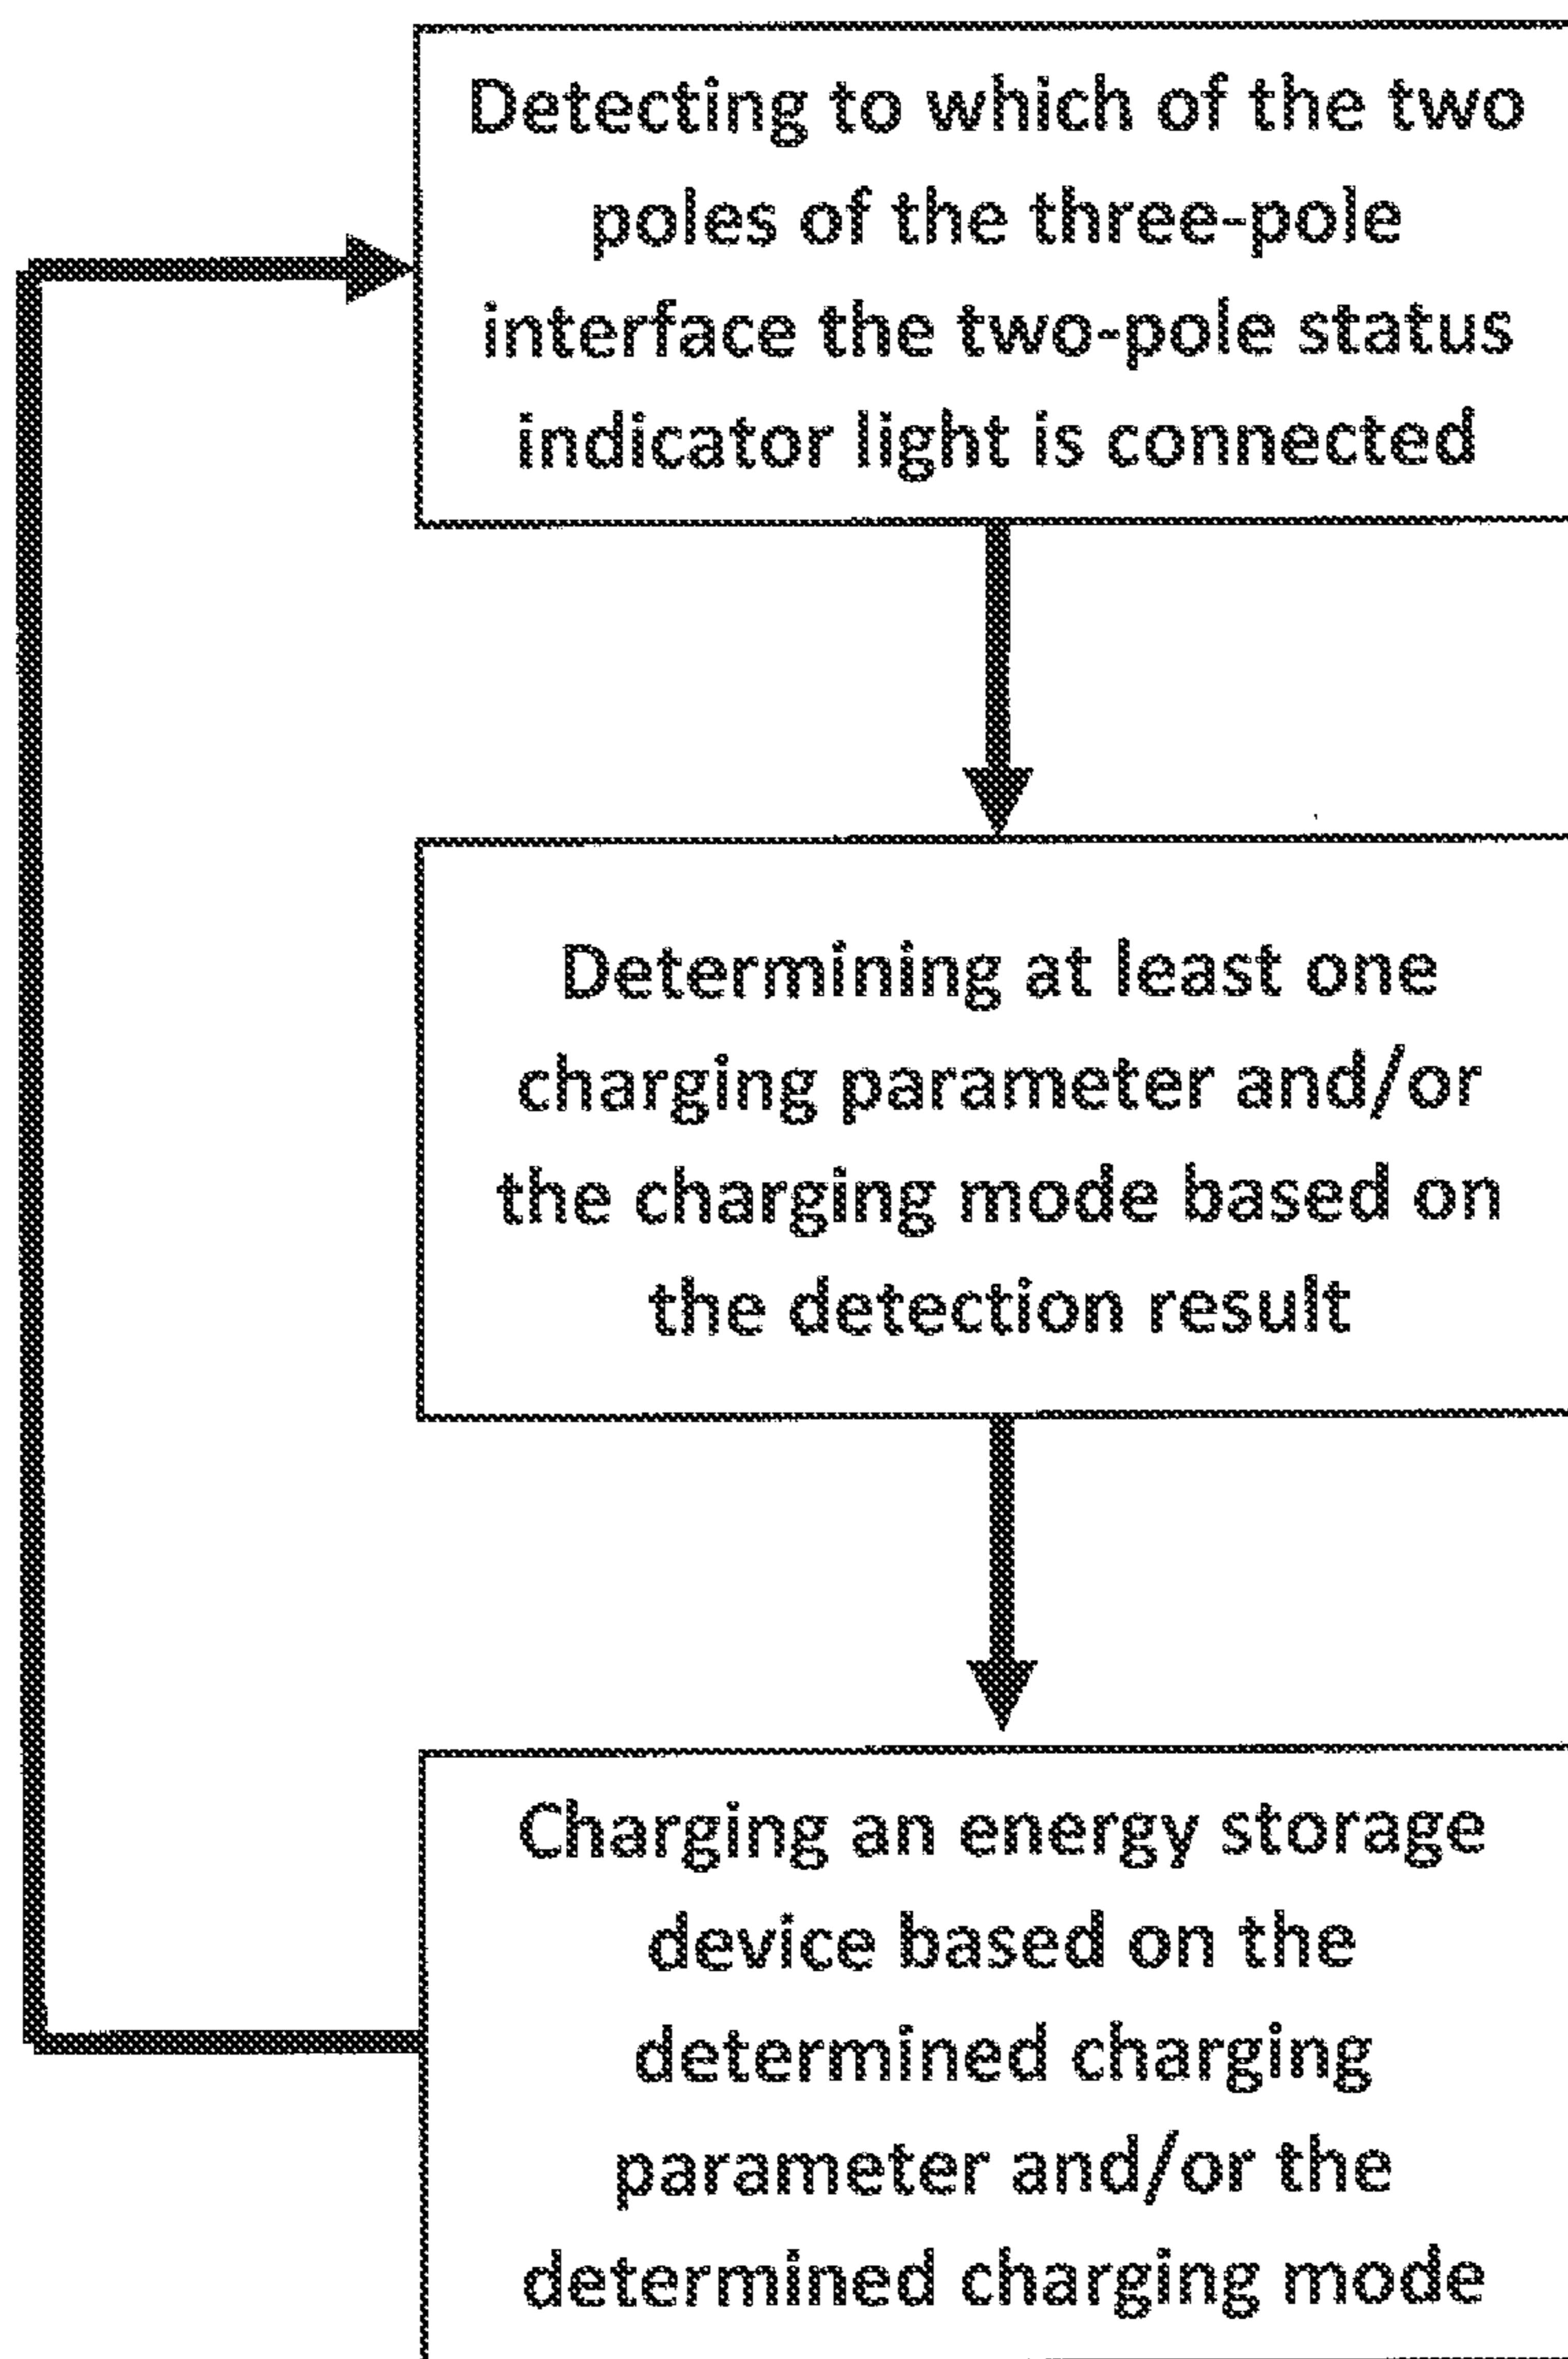 Detecting to which of the two
poles of the three-pole
interface the two-pole status
indicator light is connected
Determining at least one
charging parameter and/or
the charging mode based on
the detection result
Charging an energy storage
device based on the
determined charging
parameter and/or the
determined charging mode